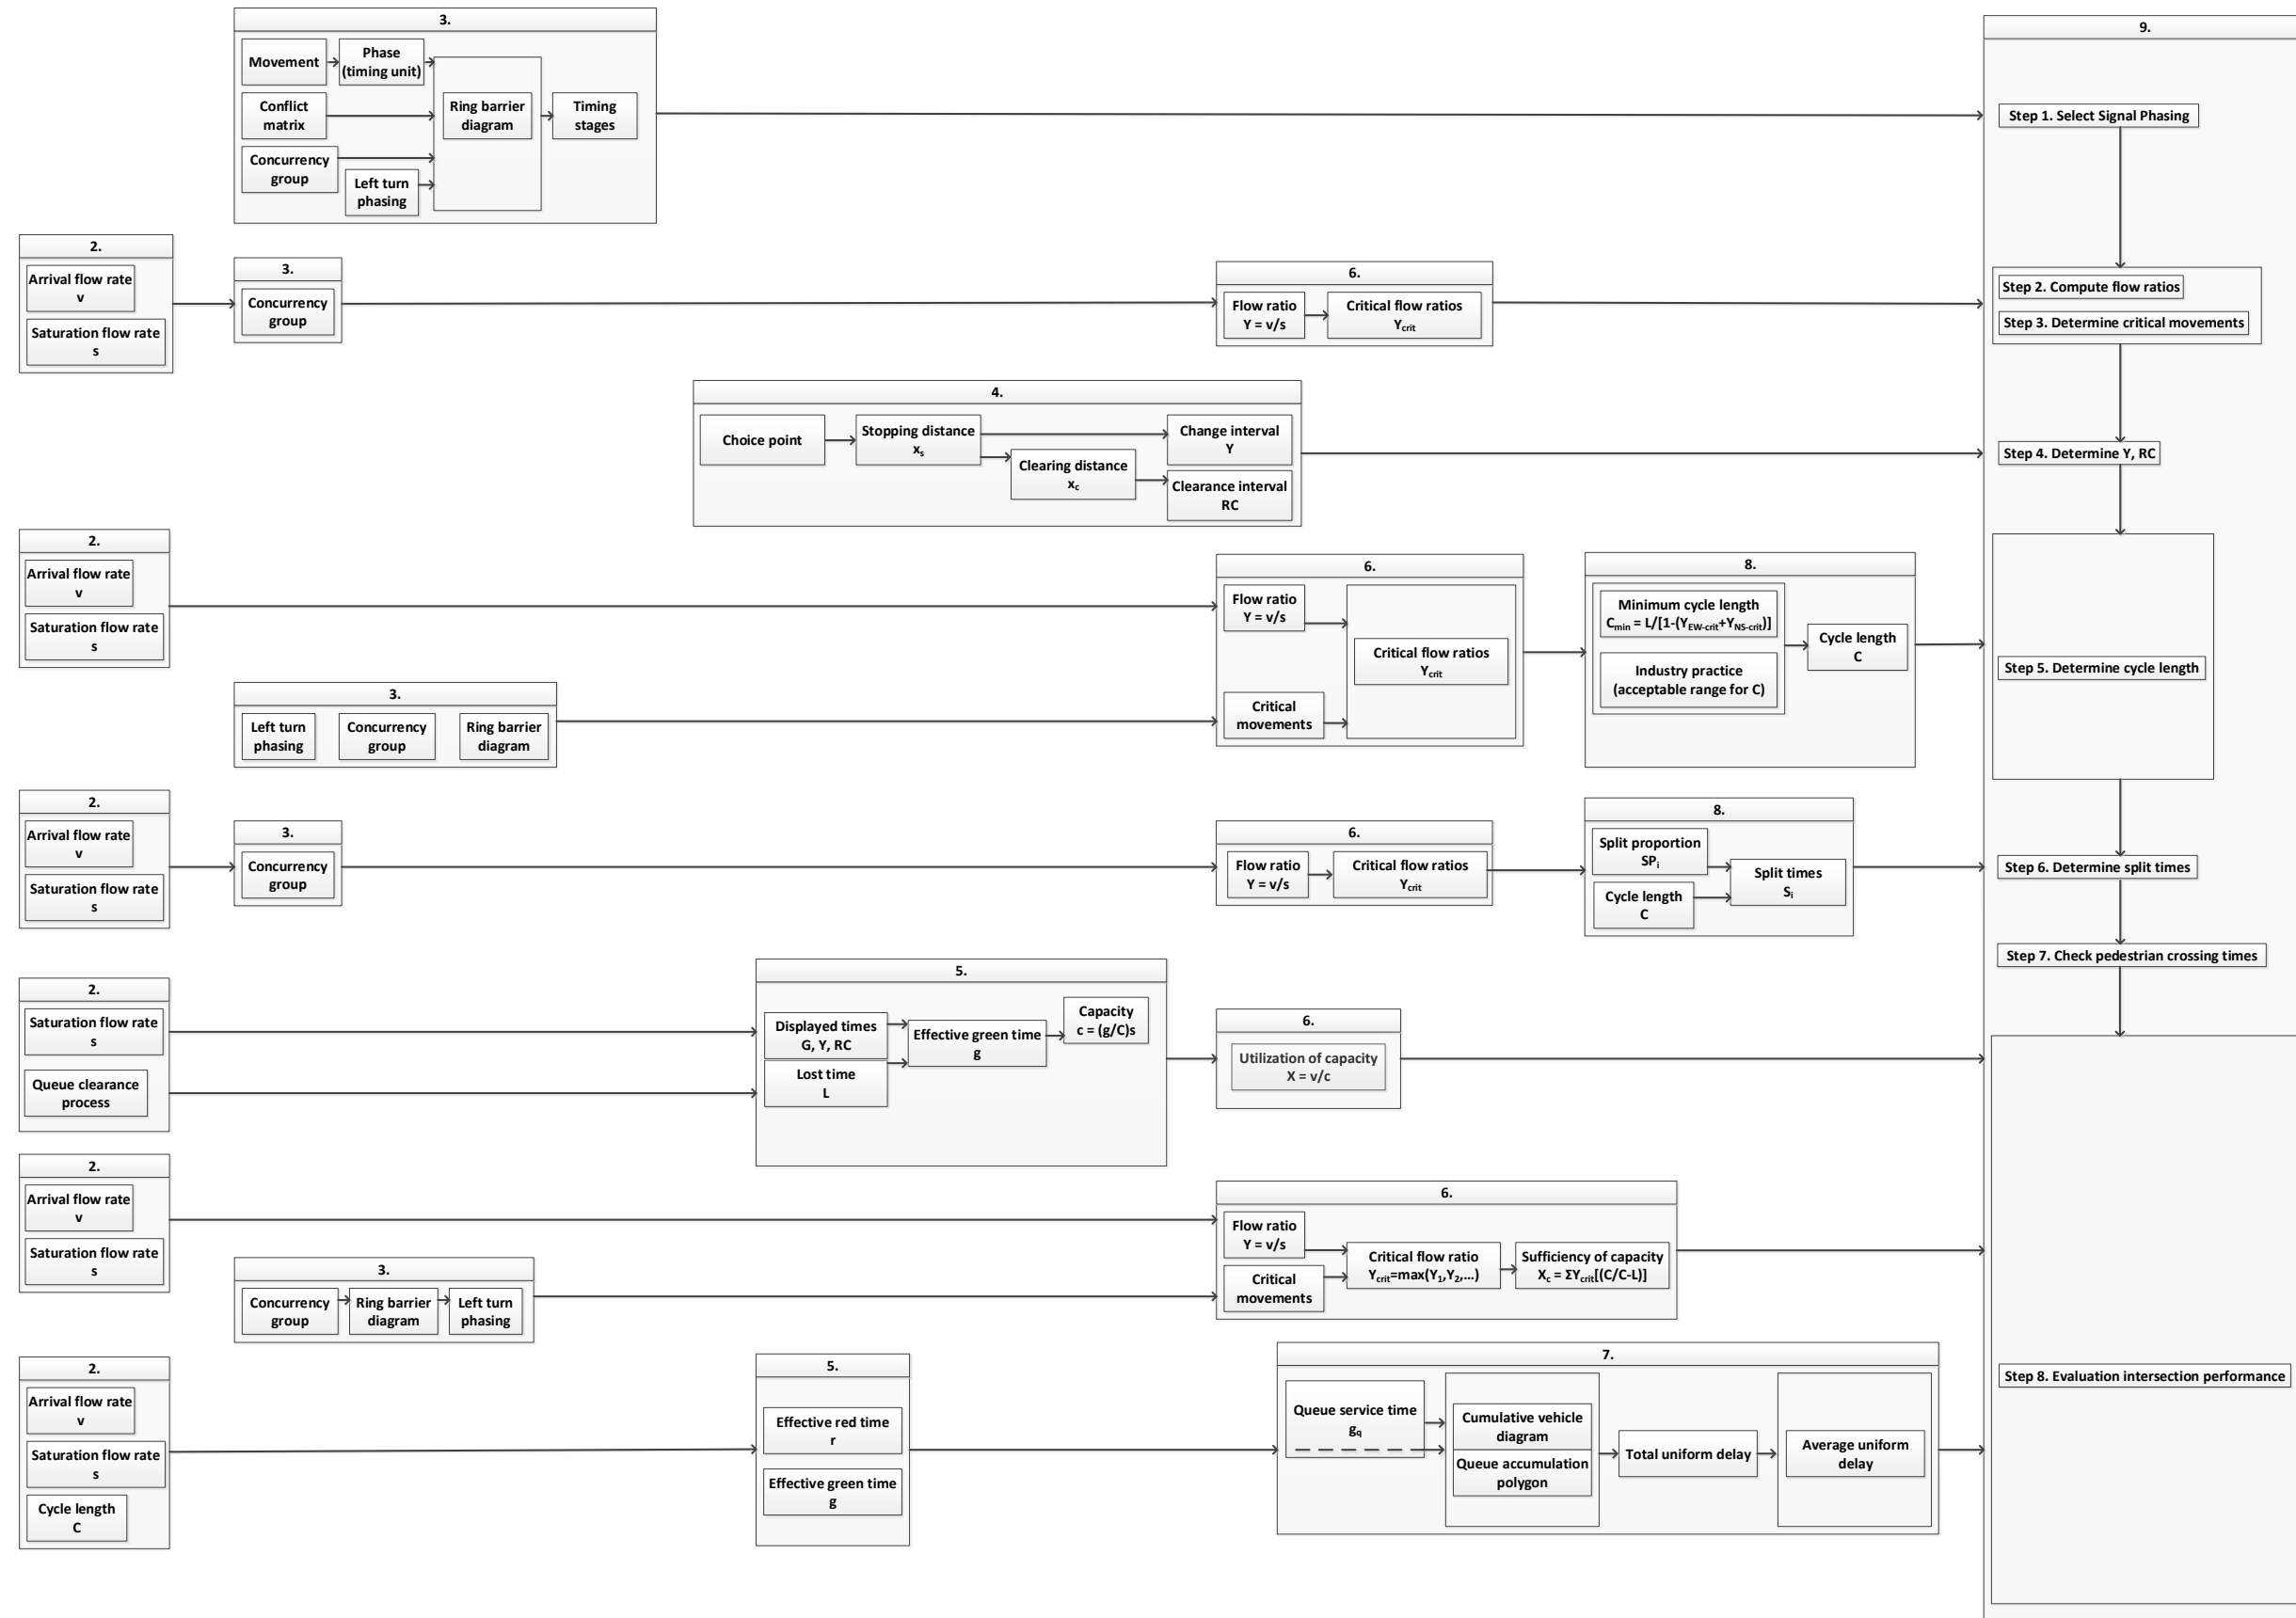 3.
Movement
Phase
(timing unit)
Conflict
matrix
Concurrency
group
Left turn
phasing
Ring barrier
diagram
Timing
stages
9.
Step 1. Select Signal Phasing
2.
Arrival flow rate
v
Saturation flow rate
s
3.
Concurrency
group
6.
Flow ratio
Y = v/s
Critical flow ratios
Ycrit
Step 2. Compute flow ratios
Step 3. Determine critical movements
4.
Choice point
Stopping distance
xs
Clearing distance
xc
Change interval
Y
Clearance interval
RC
Step 4. Determine Y, RC
2.
Arrival flow rate
v
Saturation flow rate
s
3.
Left turn
phasing
Concurrency
group
Ring barrier
diagram
6.
Flow ratio
Y = v/s
Critical
movements
Critical flow ratios
Ycrit
8.
Minimum cycle length
Cmin = L/[1-(YEW-crit+YNS-crit)]
Industry practice
(acceptable range for C)
Cycle length
C
Step 5. Determine cycle length
2.
Arrival flow rate
v
Saturation flow rate
s
3.
Concurrency
group
6.
Flow ratio
Y = v/s
Critical flow ratios
Ycrit
8.
Split proportion
SPi
Cycle length
C
Split times
Si
Step 6. Determine split times
Step 7. Check pedestrian crossing times
2.
Saturation flow rate
s
Queue clearance
process
5.
Displayed times
G, Y, RC
Lost time
L
Effective green time
g
Capacity
c = (g/C)s
6.
Utilization of capacity
X = v/c
2.
Arrival flow rate
v
Saturation flow rate
s
3.
Concurrency
group
Ring barrier
diagram
Left turn
phasing
6.
Flow ratio
Y = v/s
Critical
movements
Critical flow ratio
Ycrit=max(Y1,Y2,...)
Sufficiency of capacity
Xc = ΣYcrit[(C/C-L)]
2.
Arrival flow rate
v
Saturation flow rate
s
Cycle length
C
5.
Effective red time
r
Effective green time
g
7.
Queue service time
gq
Cumulative vehicle
diagram
Queue accumulation
polygon
Total uniform delay
Average uniform
delay
Step 8. Evaluation intersection performance